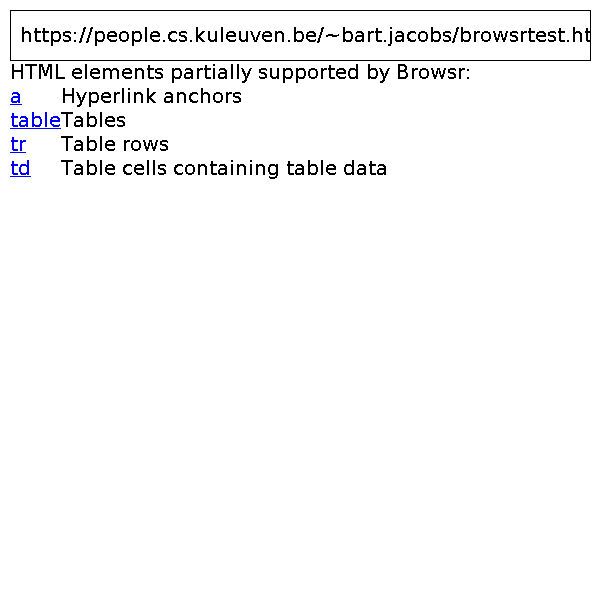 https://people.cs.kuleuven.be/~bart.jacobs/browsrtest.ht
HTML elements partially supported by Browsr:
a Hyperlink anchors
table Tables
tr Table rows
td Table cells containing table data